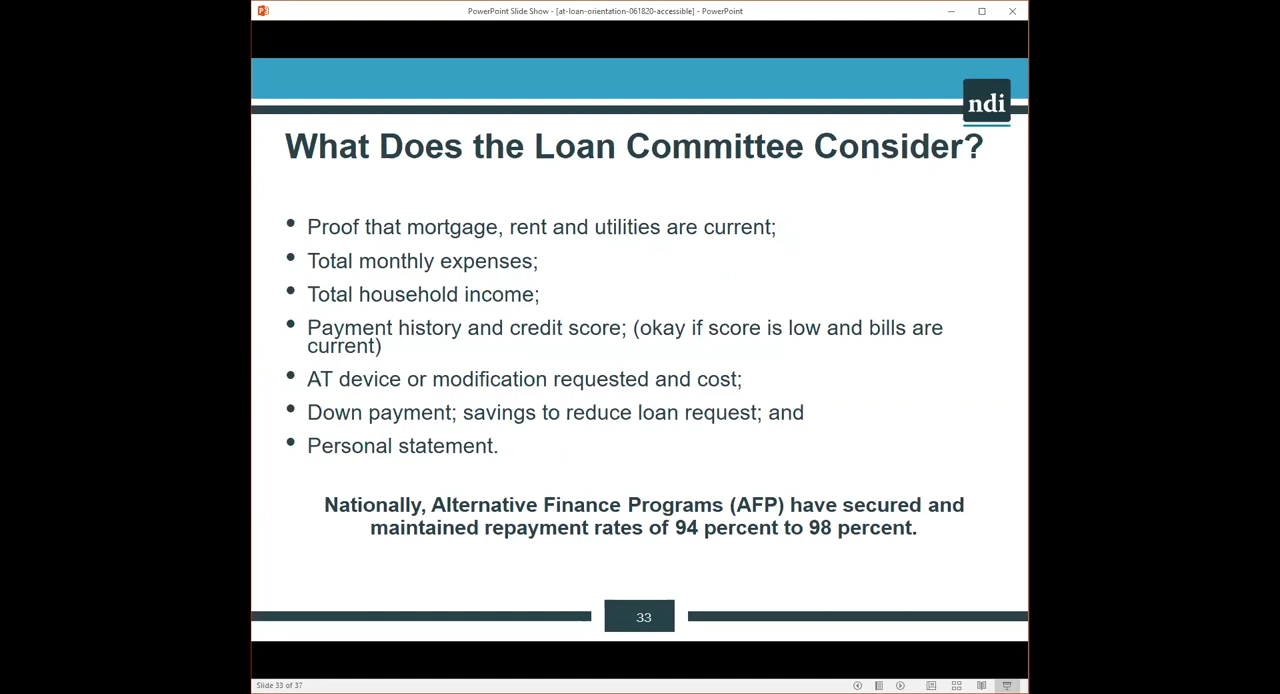 PowerPoint Slide Show - [at-loan-orientation-061820-accessible] - PowerPoint
ndi
What Does the Loan Committee Consider?
• Proof that mortgage, rent and utilities are current;
• Total monthly expenses;
• Total household income;
• Payment history and credit score; (okay if score is low and bills are
current)
• AT device or modification requested and cost;
• Down payment; savings to reduce loan request; and
• Personal statement.
Nationally, Alternative Finance Programs (AFP) have secured and
maintained repayment rates of 94 percent to 98 percent.
33
Slide 33 of 37